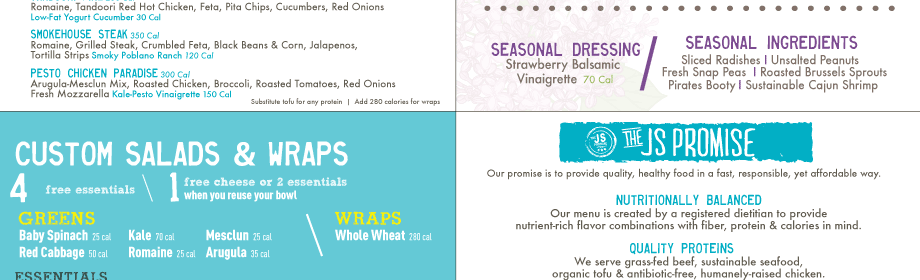 Romaine, Tandoori Red Hot Chicken, Feta, Pita Chips, Cucumbers, Red Onions
Low-Fat Yogurt Cucumber 30 Cal
SMOKEHOUSE STEAK 350 Cal
Romaine, Grilled Steak, Crumbled Feta, Black Beans & Corn, Jalapenos,
Tortilla Strips Smoky Poblano Ranch 120 Cal
PESTO CHICKEN PARADISE 300 Cal
Arugula-Mesclun Mix, Roasted Chicken, Broccoli, Roasted Tomatoes, Red Onions
Fresh Mozzarella Kale-Pesto Vinaigrette 150 Cal
Substitute tofu for any protein | Add 280 calories for wraps
SEASONAL DRESSING
Strawberry Balsamic
Vinaigrette 70 Cal
SEASONAL INGREDIENTS
Sliced Radishes | Unsalted Peanuts
Fresh Snap Peas | Roasted Brussels Sprouts
Pirates Booty | Sustainable Cajun Shrimp
CUSTOM SALADS & WRAPS
4 free essentials \ 1 free cheese or 2 essentials
when you reuse your bowl
GREENS
Baby Spinach 25 cal Kale 70 cal Mesclun 25 cal
Red Cabbage 50 cal Romaine 25 cal Arugula 35 cal
WRAPS
Whole Wheat 280 cal
ESSENTIALS
JS
THE JS PROMISE
Our promise is to provide quality, healthy food in a fast, responsible, yet affordable way.
NUTRITIONALLY BALANCED
Our menu is created by a registered dietitian to provide
nutrient-rich flavor combinations with fiber, protein & calories in mind.
QUALITY PROTEINS
We serve grass-fed beef, sustainable seafood,
organic tofu & antibiotic-free, humanely-raised chicken.